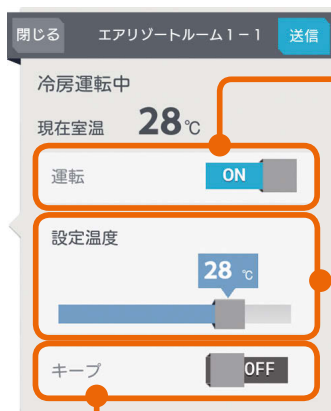 閉じる エアリゾートルーム1－1 送信
冷房運転中
現在室温 28℃
運転 ON
設定温度
28 ℃
キープ OFF